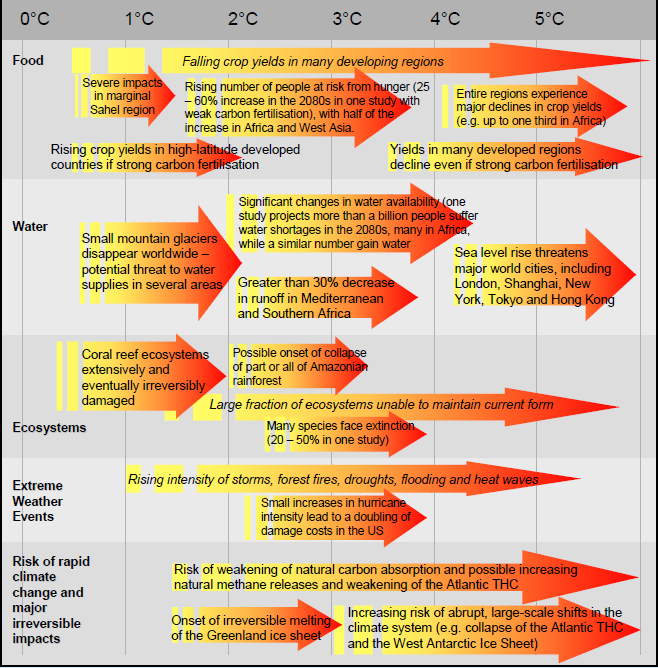 0°C 1°C 2°C 3°C 4°C 5°C
Food
Falling crop yields in many developing regions
Severe impacts
in marginal
Sahel region
Rising number of people at risk from hunger (25
– 60% increase in the 2080s in one study with
weak carbon fertilisation), with half of the
increase in Africa and West Asia.
Entire regions experience
major declines in crop yields
(e.g. up to one third in Africa)
Rising crop yields in high-latitude developed
countries if strong carbon fertilisation
Yields in many developed regions
decline even if strong carbon fertilisation
Water
Small mountain glaciers
disappear worldwide –
potential threat to water
supplies in several areas
Significant changes in water availability (one
study projects more than a billion people suffer
water shortages in the 2080s, many in Africa,
while a similar number gain water
Greater than 30% decrease
in runoff in Mediterranean
and Southern Africa
Sea level rise threatens
major world cities, including
London, Shanghai, New
York, Tokyo and Hong Kong
Ecosystems
Coral reef ecosystems
extensively and
eventually irreversibly
damaged
Possible onset of collapse
of part or all of Amazonian
rainforest
Large fraction of ecosystems unable to maintain current form
Many species face extinction
(20 – 50% in one study)
Extreme
Weather
Events
Rising intensity of storms, forest fires, droughts, flooding and heat waves
Small increases in hurricane
intensity lead to a doubling of
damage costs in the US
Risk of rapid
climate
change and
major
irreversible
impacts
Risk of weakening of natural carbon absorption and possible increasing
natural methane releases and weakening of the Atlantic THC
Onset of irreversible melting
of the Greenland ice sheet
Increasing risk of abrupt, large-scale shifts in the
climate system (e.g. collapse of the Atlantic THC
and the West Antarctic Ice Sheet)